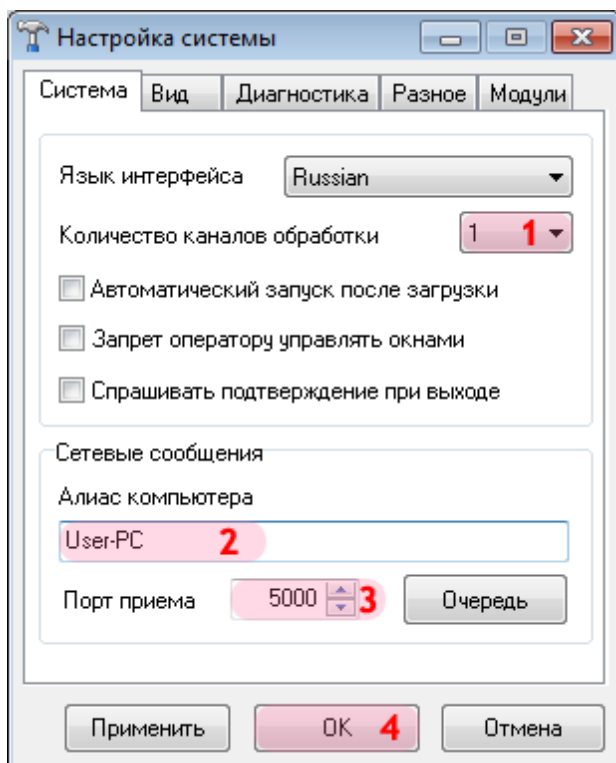 Настройка системы
Система Вид Диагностика Разное Модули
Язык интерфейса Russian
Количество каналов обработки 1 1
Автоматический запуск после загрузки
Запрет оператору управлять окнами
Спрашивать подтверждение при выходе
Сетевые сообщения
Алиас компьютера
User-PC 2
Порт приема 5000 3 Очередь
Применить OK 4 Отмена